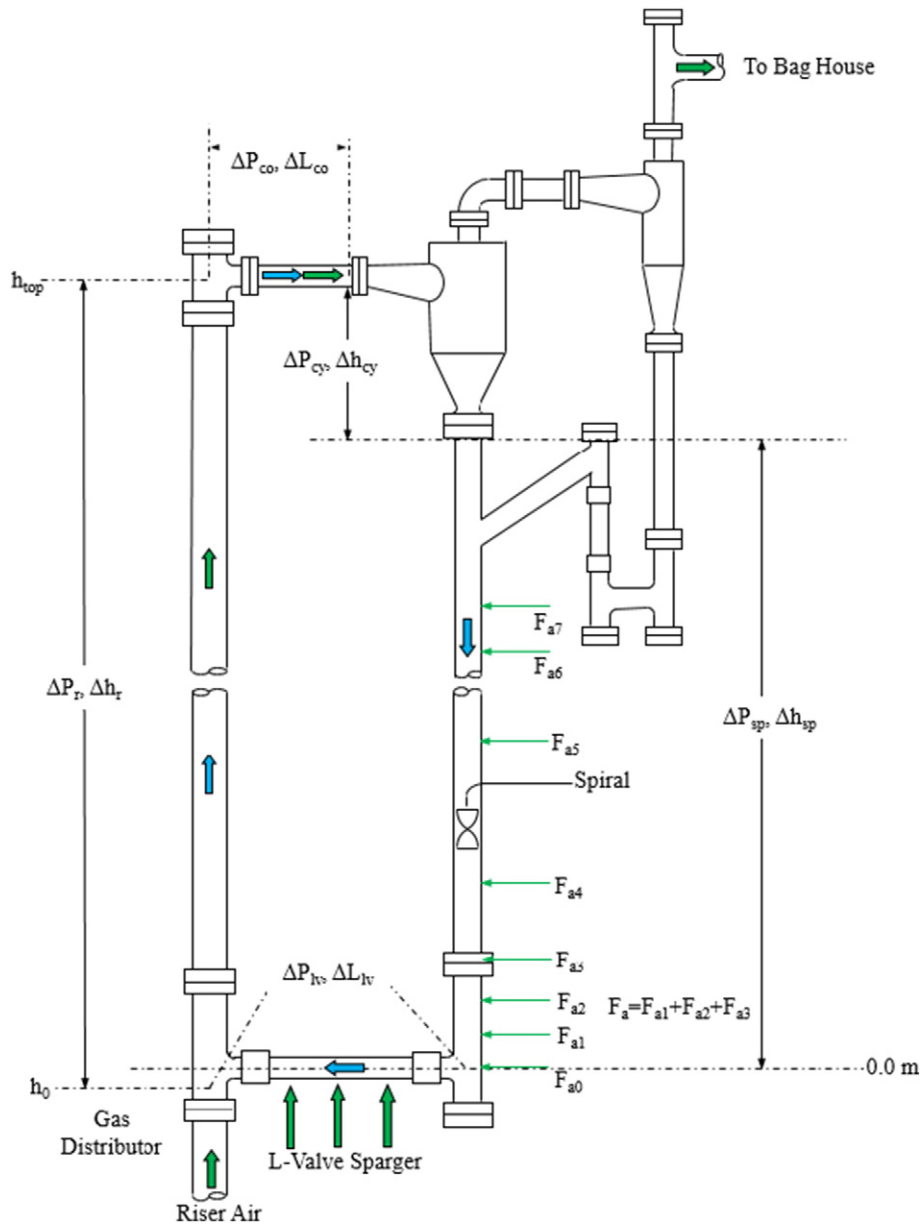 To Bag House
ΔP_co, ΔL_co
h_top
ΔP_cy, Δh_cy
F_a7
F_a6
ΔP_r, Δh_r
ΔP_sp, Δh_sp
F_a5
Spiral
F_a4
F_a3
ΔP_lv, ΔL_lv
F_a2 F_a=F_a1+F_a2+F_a3
F_a1
F_a0
0.0 m
h_0
Gas
Distributor
L-Valve Sparger
Riser Air